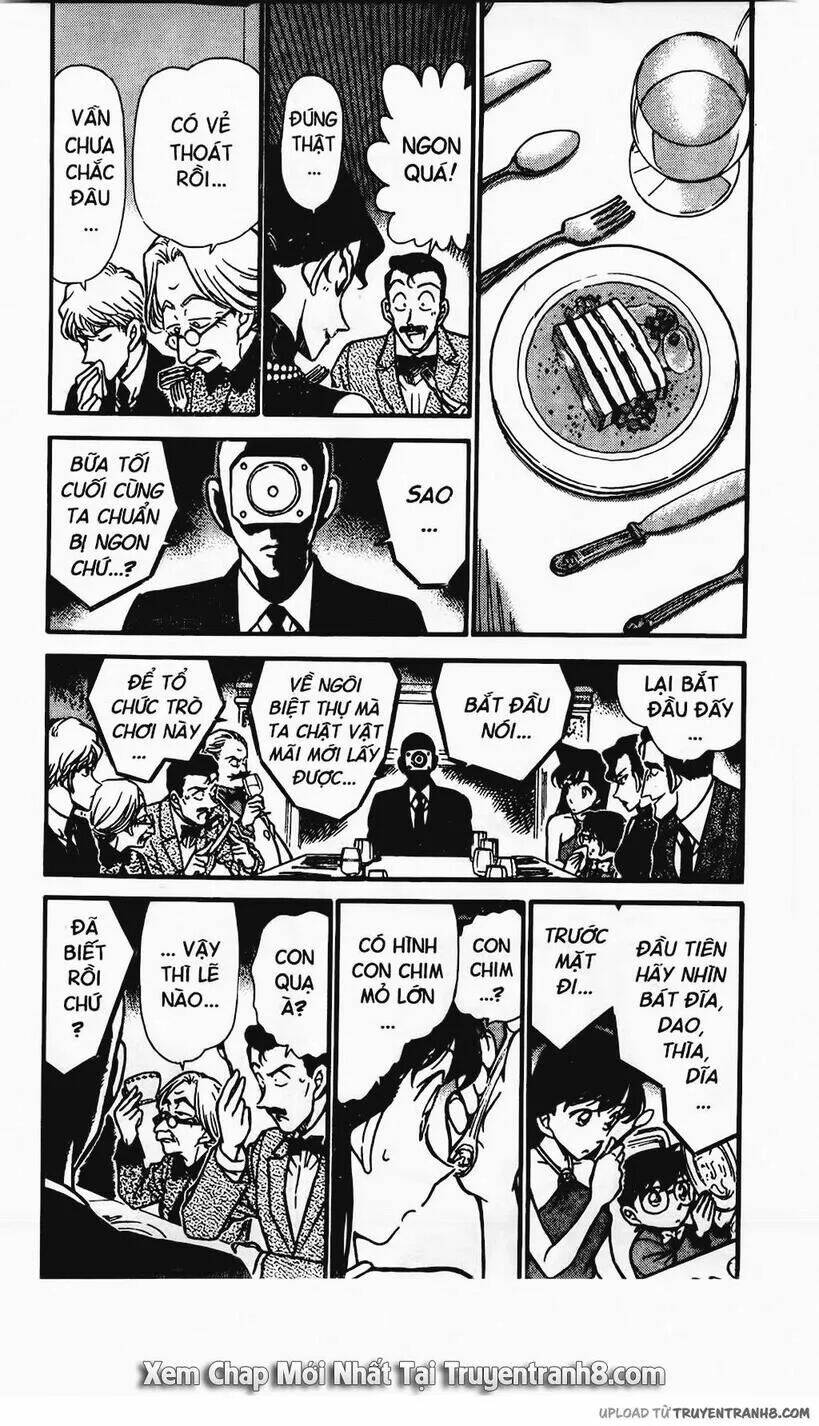 NGON
QUÁ!
ĐÚNG
THẬT
...
CÓ VẺ
THOÁT
RỒI...
VẪN
CHƯA
CHẮC
ĐÂU
...
SAO
...
BỮA TỐI
CUỐI CÙNG
TA CHUẨN
BỊ NGON
CHỨ...?
LẠI BẮT
ĐẦU ĐẤY
...
BẮT ĐẦU
NÓI...
VỀ NGÔI
BIỆT THỰ MÀ
TA CHẬT VẬT
MÃI MỚI LẤY
ĐƯỢC...
ĐỂ TỔ
CHỨC TRÒ
CHƠI NÀY
...
ĐẦU TIÊN
HÃY NHÌN
BÁT ĐĨA,
DAO,
THÌA,
DĨA
...
TRƯỚC
MẶT
ĐI...
CON
CHIM
...?
CÓ HÌNH
CON CHIM
MỎ LỚN
...
CON
QUẠ
À?
... VẬY
THÌ LẼ
NÀO...
ĐÃ
BIẾT
RỒI
CHỨ
?
Xem Chap Mới Nhất Tại Truyentranh8.com
UPLOAD TỪ TRUYENTRANH8.COM